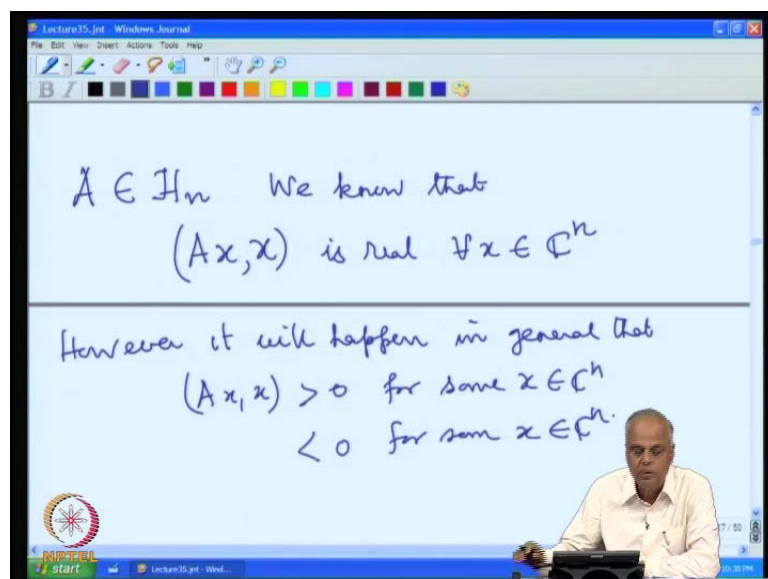 Lecture35.jnt - Windows Journal
File Edit View Insert Actions Tools Help
B I
A ∈ Hn We know that
(Ax,x) is real ∀x ∈ ℂⁿ
However it will happen in general that
(Ax,x) > 0 for some x ∈ ℂⁿ
< 0 for som x ∈ ℂⁿ.
NPTEL
start Lecture35.jnt - Wind...